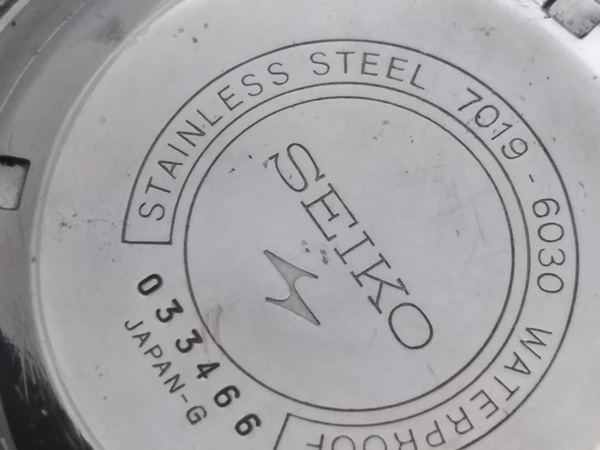 STAINLESS STEEL 7019-6030 WATERPROOF
SEIKO
033466
JAPAN-G